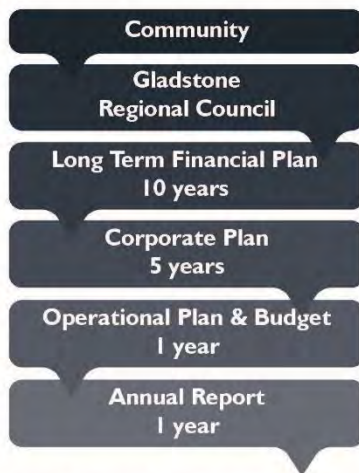 Community
Gladstone
Regional Council
Long Term Financial Plan
10 years
Corporate Plan
5 years
Operational Plan & Budget
1 year
Annual Report
1 year